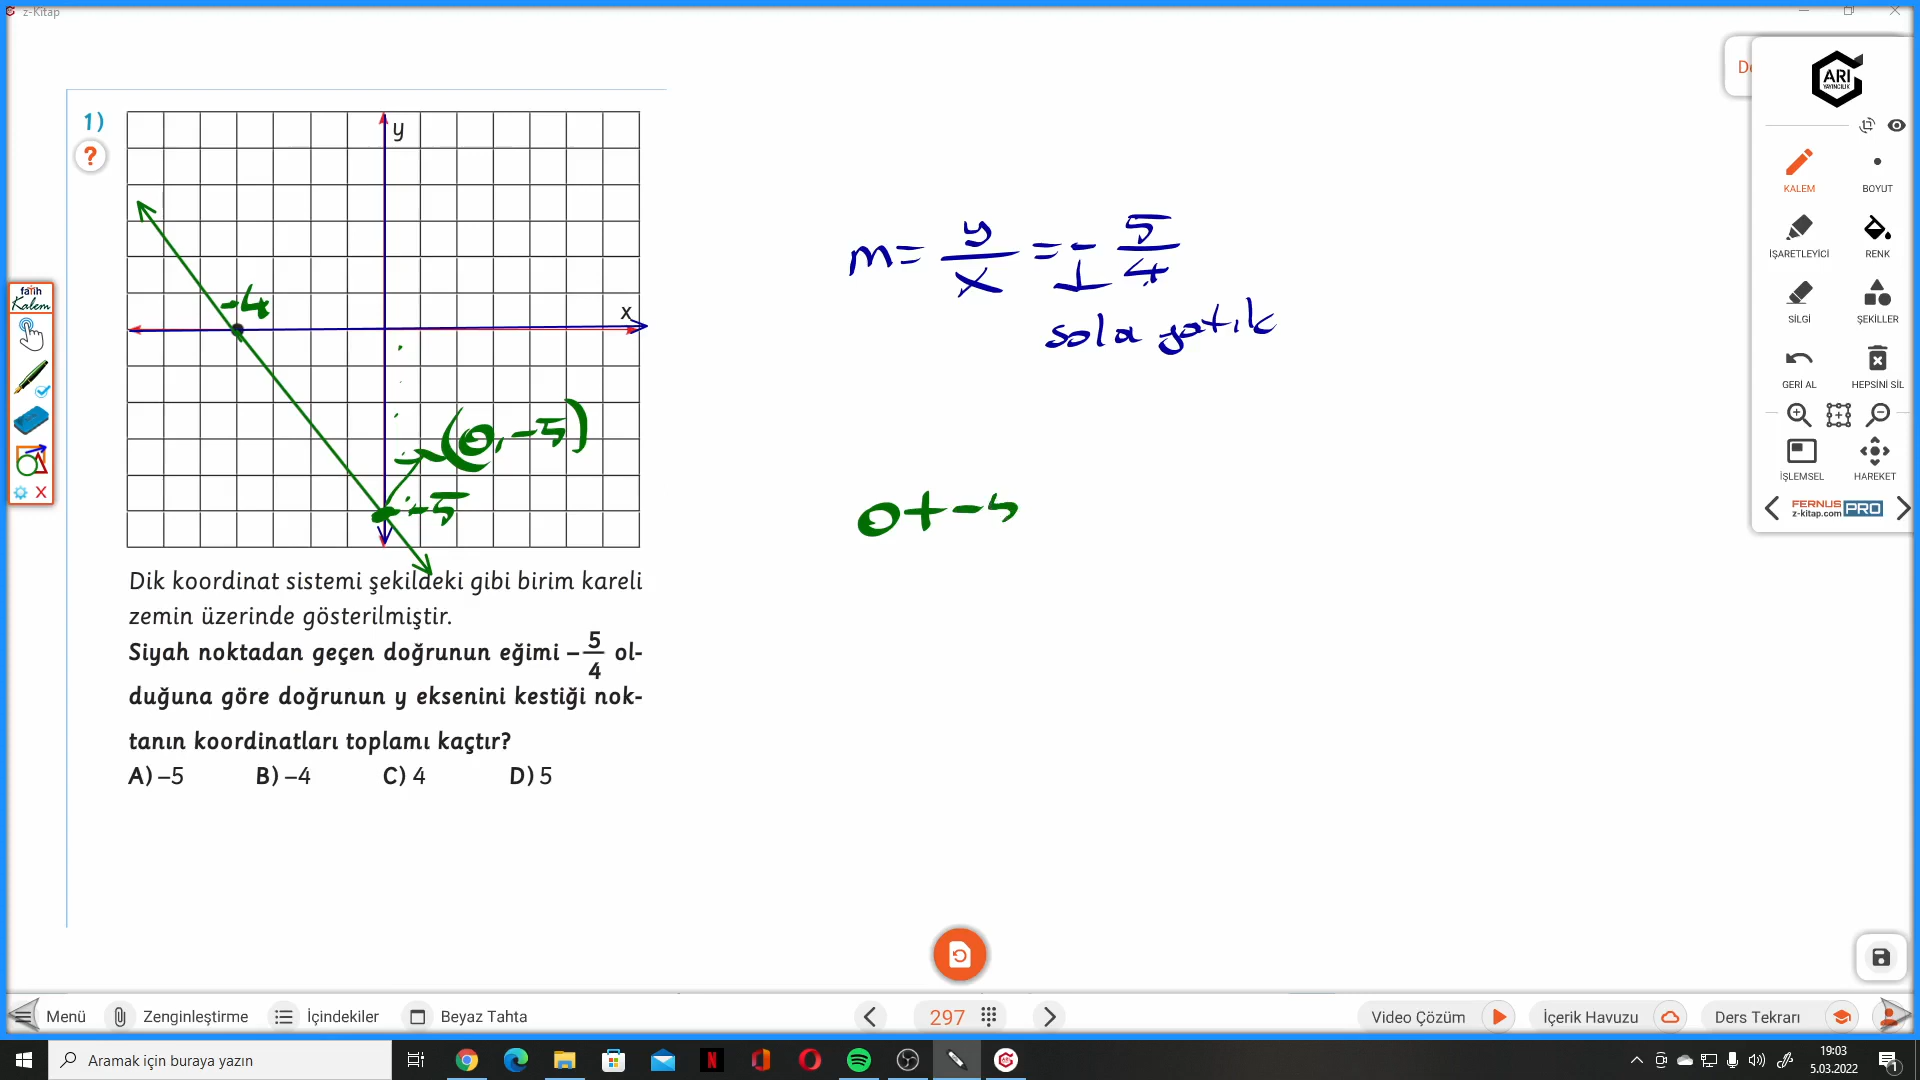 z-Kitap
1)
?
y
x
-4
(0,-5)
-5
m = y/x = - 5/4
sola yatık
0+-5
Dik koordinat sistemi şekildeki gibi birim kareli
zemin üzerinde gösterilmiştir.
Siyah noktadan geçen doğrunun eğimi –5/4 ol-
duğuna göre doğrunun y eksenini kestiği nok-
tanın koordinatları toplamı kaçtır?
A) –5 B) –4 C) 4 D) 5
fatih
Kalem
X
De
ARI
YAYINCILIK
KALEM BOYUT
İŞARETLEYİCİ RENK
SİLGİ ŞEKİLLER
GERİ AL HEPSİNİ SİL
İŞLEMSEL HAREKET
FERNUS
z-kitap.com PRO
Menü Zenginleştirme İçindekiler Beyaz Tahta 297 Video Çözüm İçerik Havuzu Ders Tekrarı
Aramak için buraya yazın
19:03
5.03.2022
1